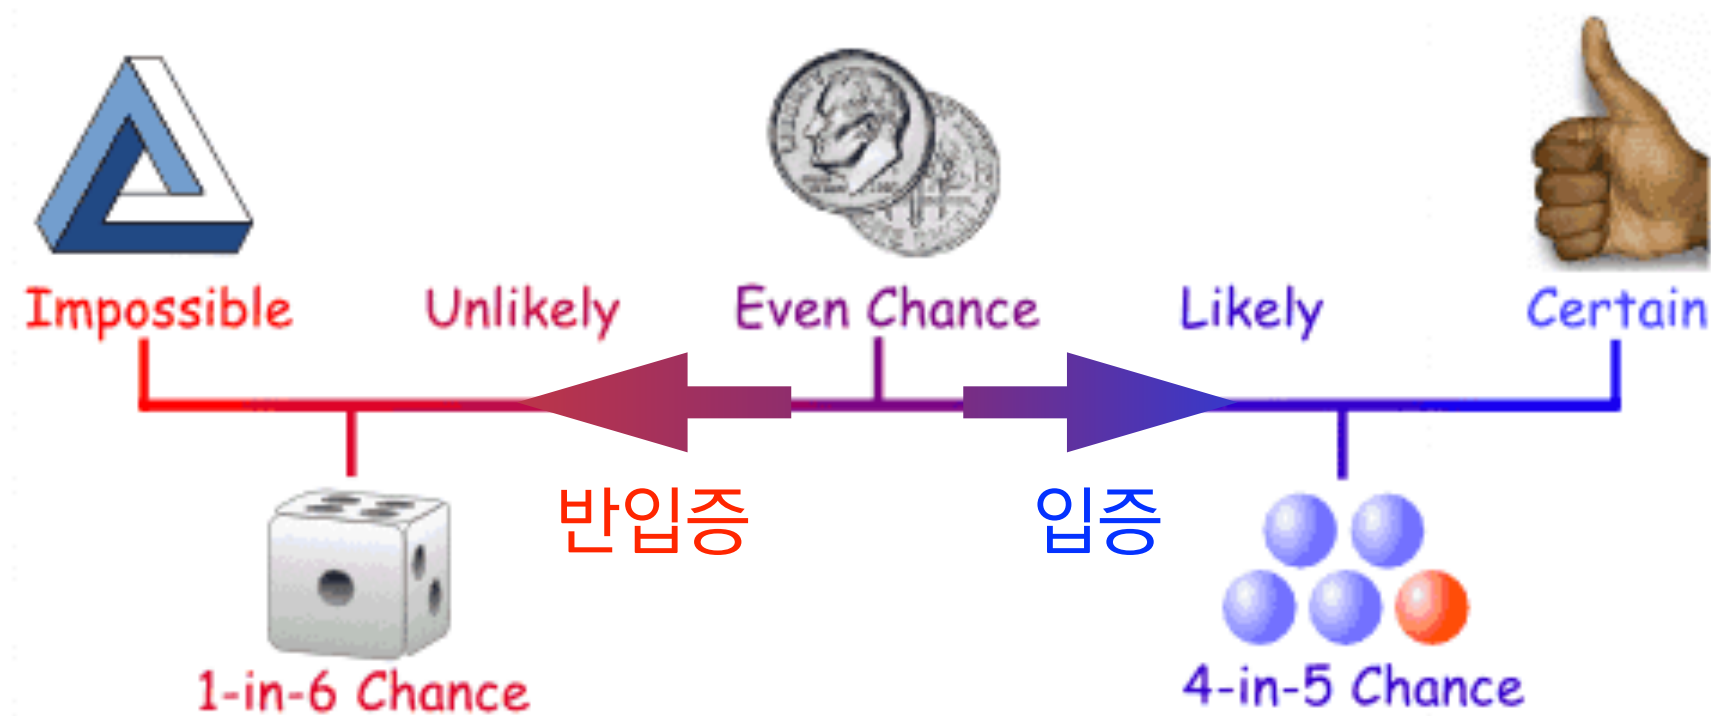 Impossible
Unlikely
Even Chance
Likely
Certain
반입증
입증
1-in-6 Chance
4-in-5 Chance